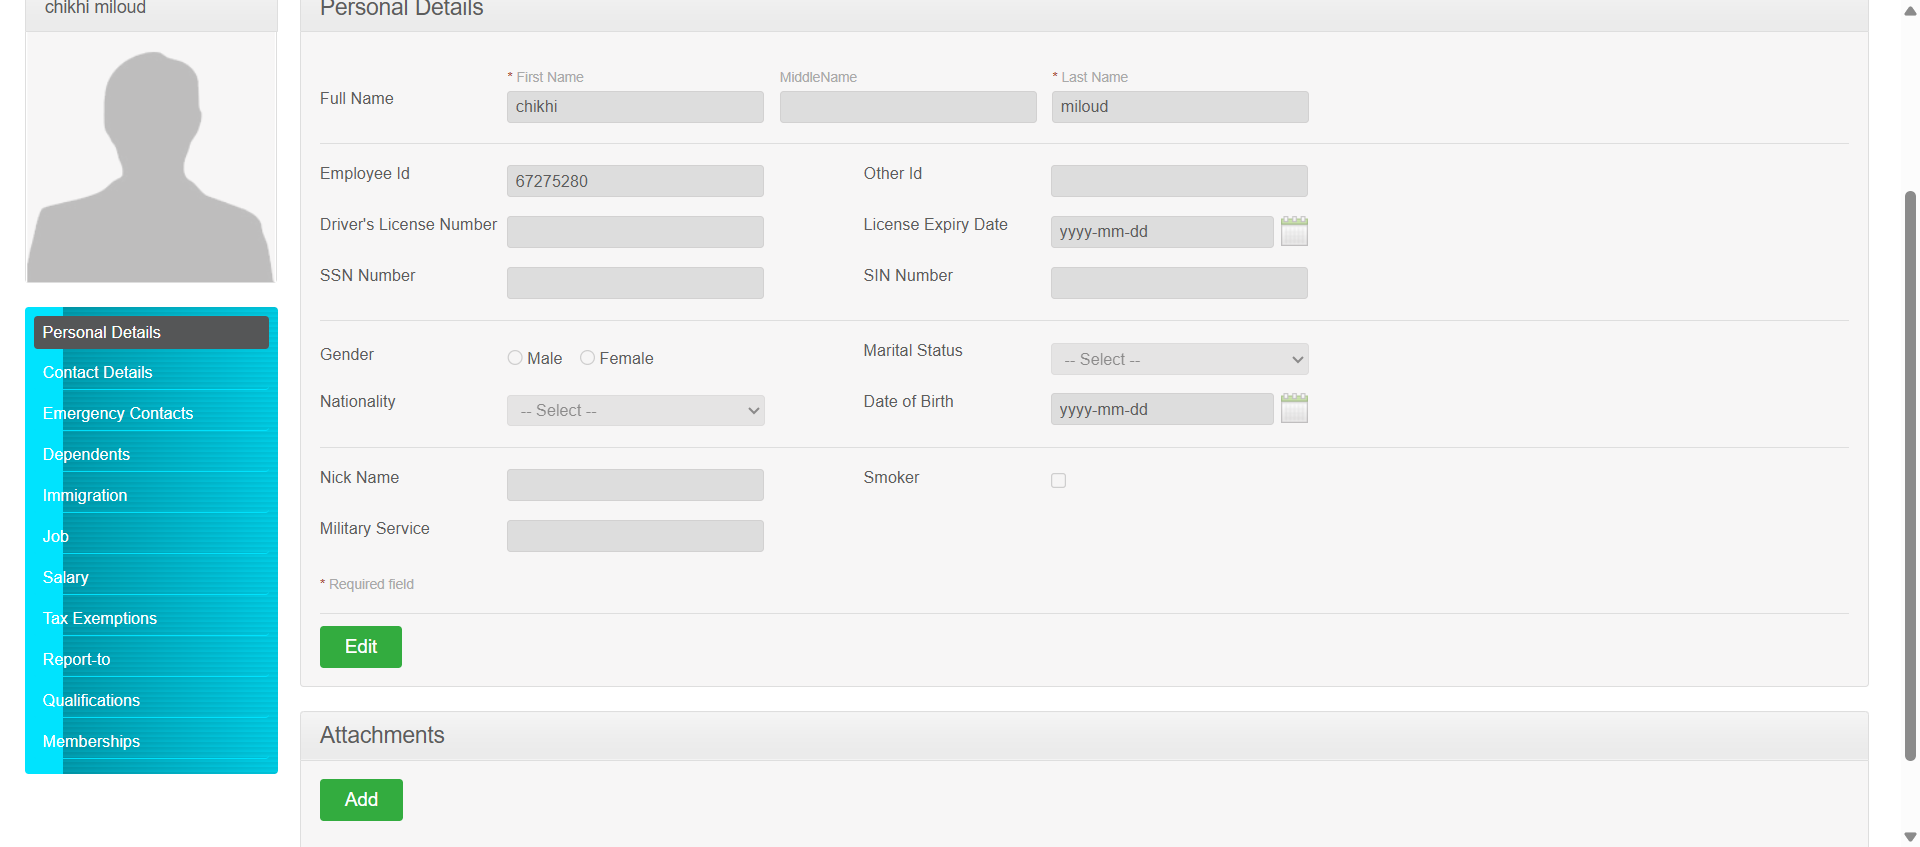 chikhi miloud
Personal Details
Contact Details
Emergency Contacts
Dependents
Immigration
Job
Salary
Tax Exemptions
Report-to
Qualifications
Memberships
Personal Details
Full Name
* First Name
chikhi
MiddleName
* Last Name
miloud
Employee Id
67275280
Other Id
Driver's License Number
License Expiry Date
yyyy-mm-dd
SSN Number
SIN Number
Gender
Male
Female
Marital Status
-- Select --
Nationality
-- Select --
Date of Birth
yyyy-mm-dd
Nick Name
Smoker
Military Service
* Required field
Edit
Attachments
Add